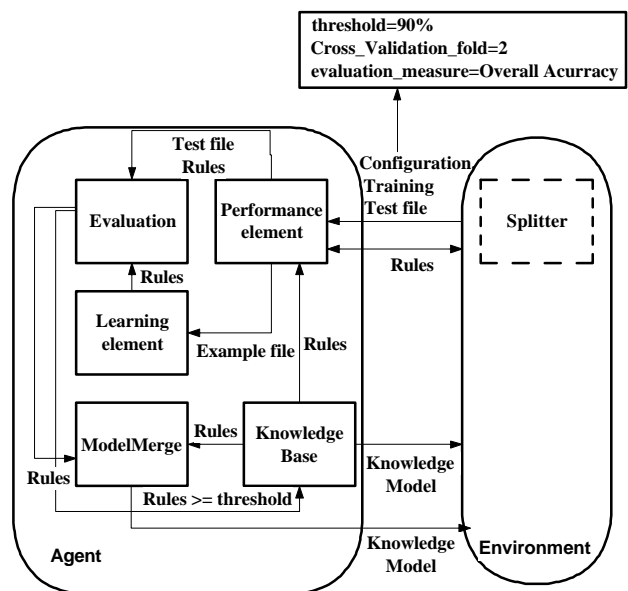 threshold=90%
Cross_Validation_fold=2
evaluation_measure=Overall Acurracy
Test file
Rules
Configuration,
Training
Test file
Evaluation
Performance
element
Splitter
Rules
Rules
Learning
element
Example file
Rules
ModelMerge
Rules
Knowledge
Base
Rules
Knowledge
Model
Rules >= threshold
Agent
Knowledge
Model
Environment